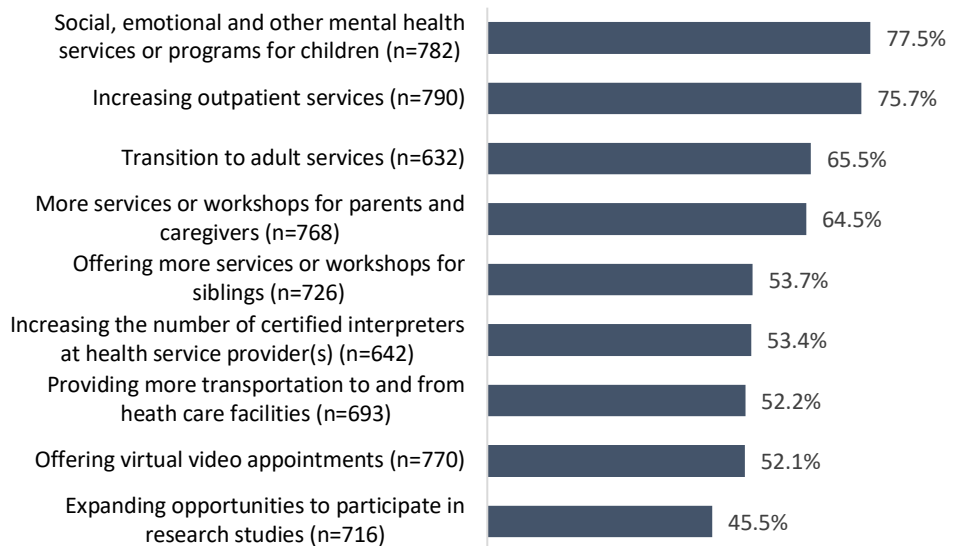 Social, emotional and other mental health
services or programs for children (n=782)
77.5%
Increasing outpatient services (n=790)
75.7%
Transition to adult services (n=632)
65.5%
More services or workshops for parents and
caregivers (n=768)
64.5%
Offering more services or workshops for
siblings (n=726)
53.7%
Increasing the number of certified interpreters
at health service provider(s) (n=642)
53.4%
Providing more transportation to and from
heath care facilities (n=693)
52.2%
Offering virtual video appointments (n=770)
52.1%
Expanding opportunities to participate in
research studies (n=716)
45.5%